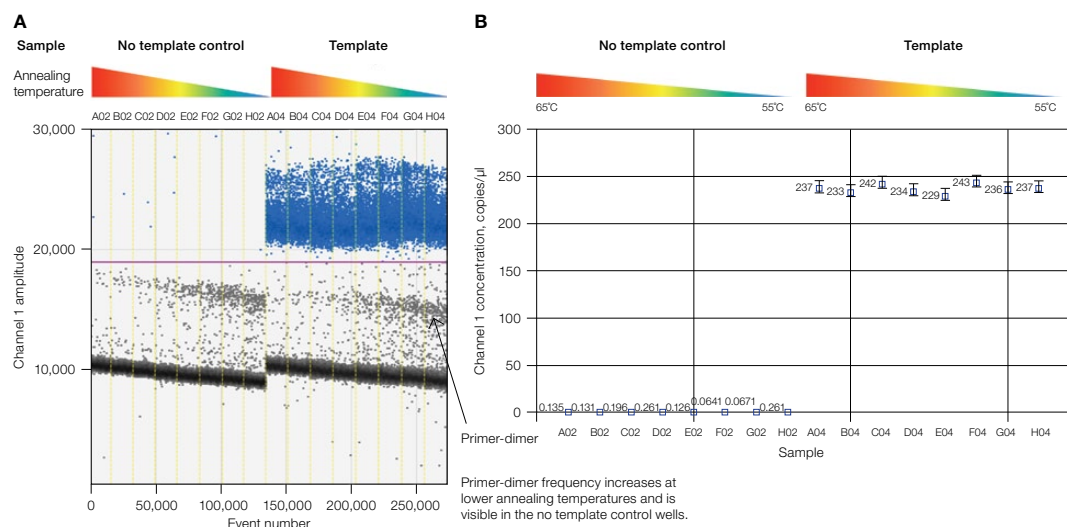 A
Sample
No template control
Template
Annealing
temperature
A02 B02 C02 D02 E02 F02 G02 H02 A04 B04 C04 D04 E04 F04 G04 H04
30,000
20,000
10,000
Channel 1 amplitude
0 50,000 100,000 150,000 200,000 250,000
Event number
Primer-dimer
Primer-dimer frequency increases at
lower annealing temperatures and is
visible in the no template control wells.
B
No template control
Template
65°C 55°C 65°C 55°C
300
250
200
150
100
50
0
Channel 1 concentration, copies/µl
237 233 242 234 229 243 236 237
0.135 0.131 0.196 0.261 0.126 0.0641 0.0671 0.261
A02 B02 C02 D02 E02 F02 G02 H02 A04 B04 C04 D04 E04 F04 G04 H04
Sample